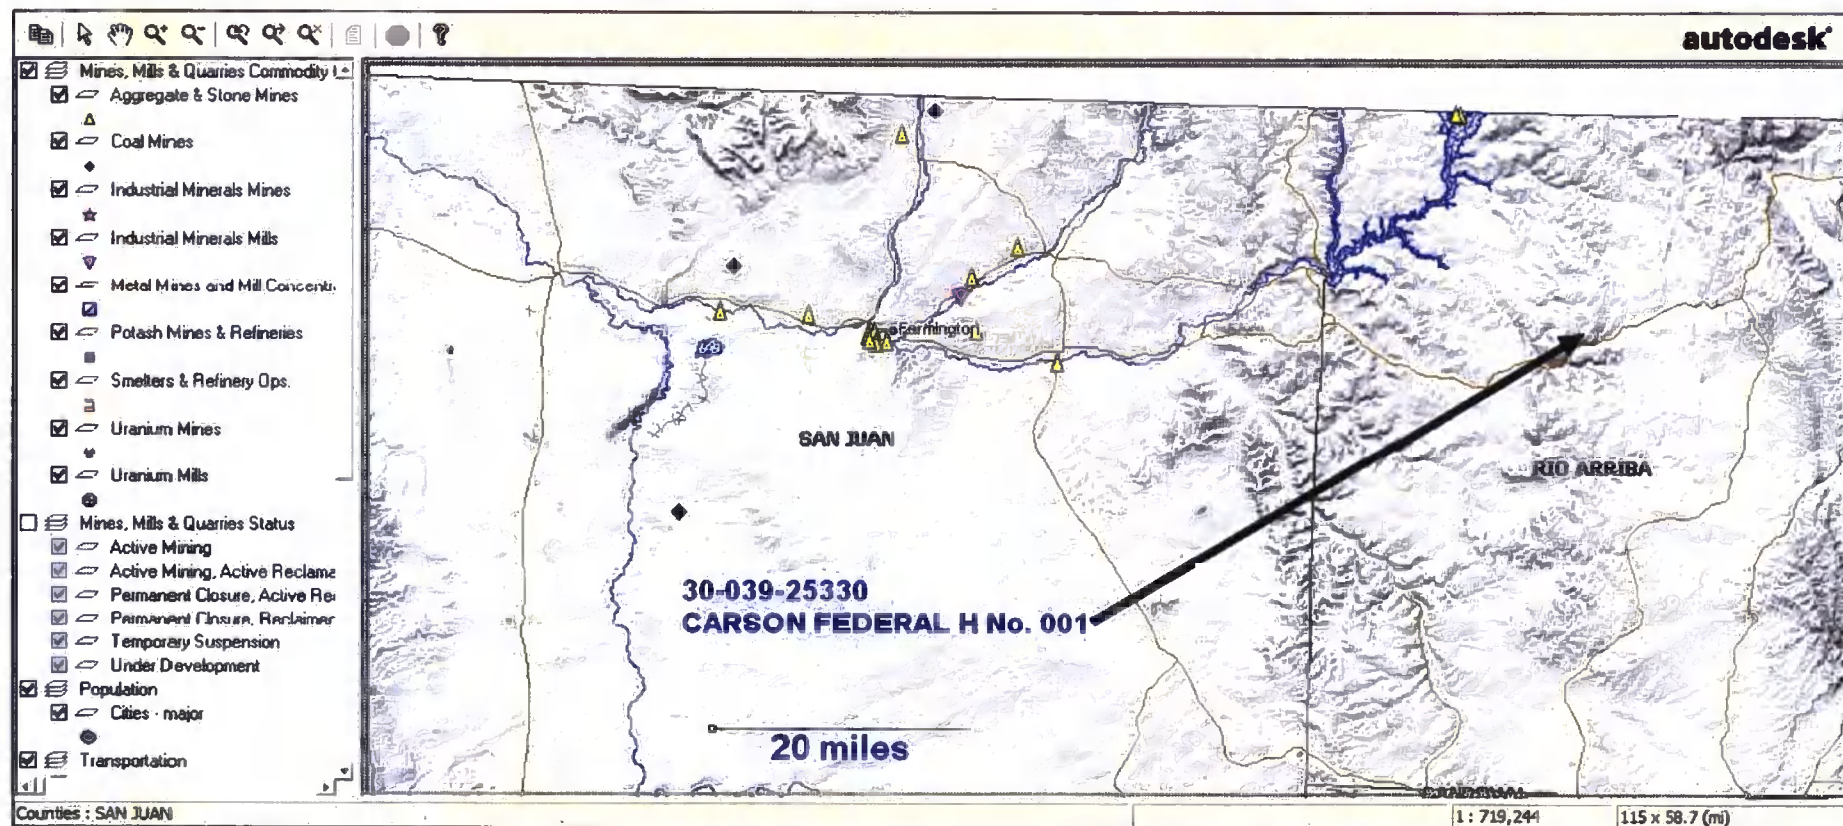 autodesk
Mines, Mills & Quarries Commodity
Aggregate & Stone Mines
Coal Mines
Industrial Minerals Mines
Industrial Minerals Mills
Metal Mines and Mill Concentr
Potash Mines & Refineries
Smelters & Refinery Ops.
Uranium Mines
Uranium Mills
Mines, Mills & Quarries Status
Active Mining
Active Mining, Active Reclama
Permanent Closure, Active Re
Permanent Closure, Reclaimer
Temporary Suspension
Under Development
Population
Cities - major
Transportation
Farmington
SAN JUAN
RIO ARRIBA
30-039-25330
CARSON FEDERAL H No. 001
20 miles
Counties : SAN JUAN
1 : 719,244
115 x 58.7 (mi)